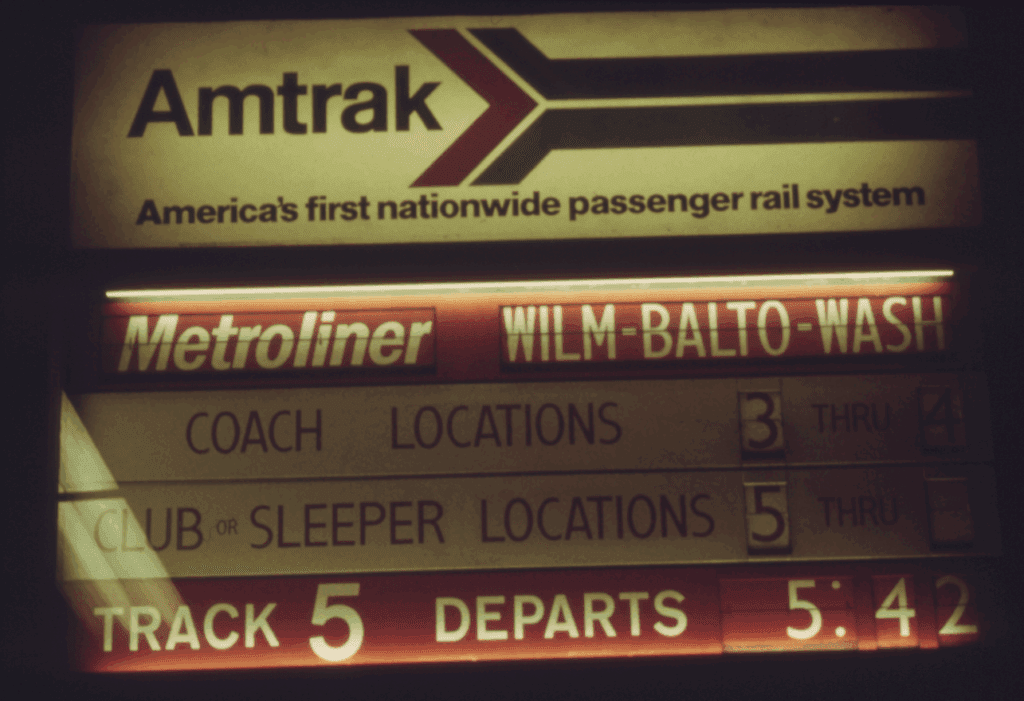 Amtrak
America's first nationwide passenger rail system
Metroliner WILM-BALTO-WASH
COACH LOCATIONS 3 THRU 4
CLUB OR SLEEPER LOCATIONS 5 THRU
TRACK 5 DEPARTS 5:42